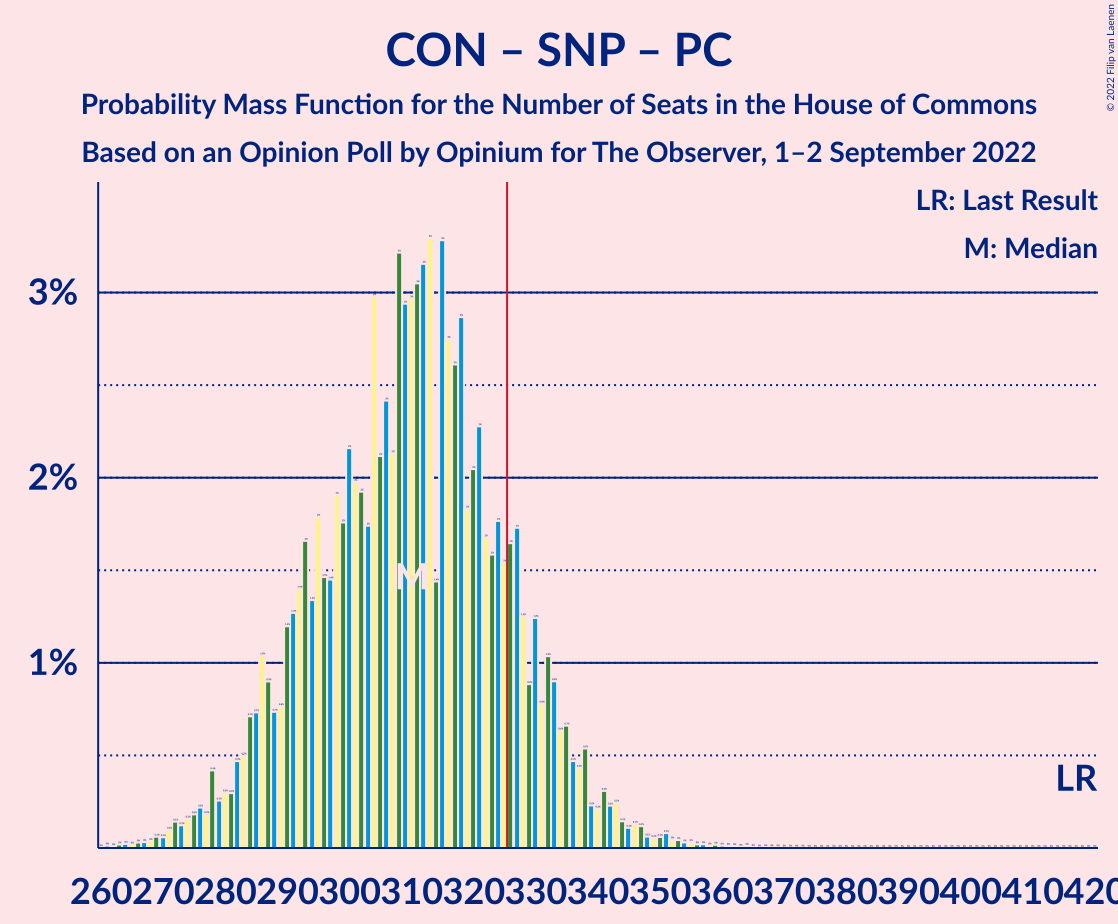 CON – SNP – PC
Probability Mass Function for the Number of Seats in the House of Commons
Based on an Opinion Poll by Opinium for The Observer, 1–2 September 2022
© 2022 Filip van Laenen
LR: Last Result
M: Median
3%
2%
1%
M
LR
260270280290300310320330340350360370380390400410420